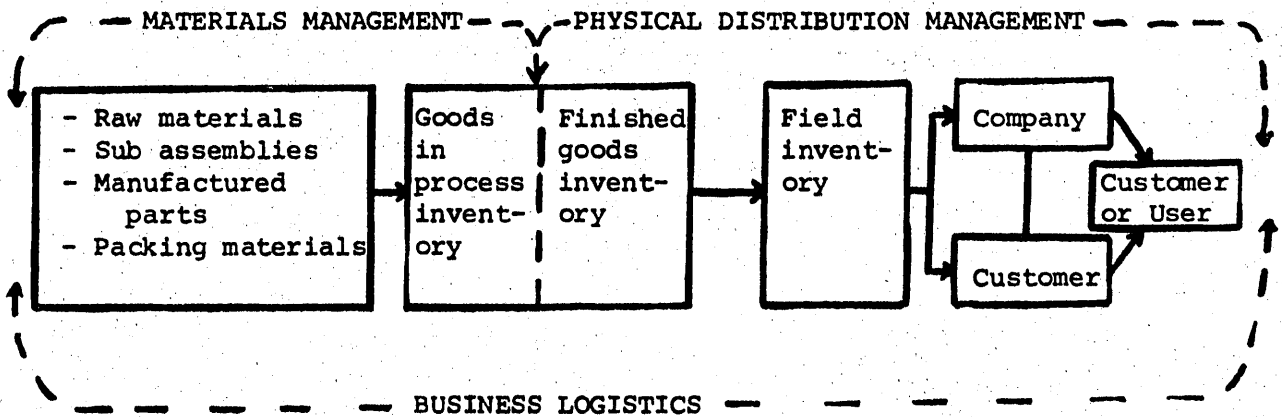 MATERIALS MANAGEMENT
PHYSICAL DISTRIBUTION MANAGEMENT
- Raw materials
- Sub assemblies
- Manufactured
parts
- Packing materials
Goods
in
process
invent-
ory
Finished
goods
invent-
ory
Field
invent-
ory
Company
Customer
Customer
or User
BUSINESS LOGISTICS